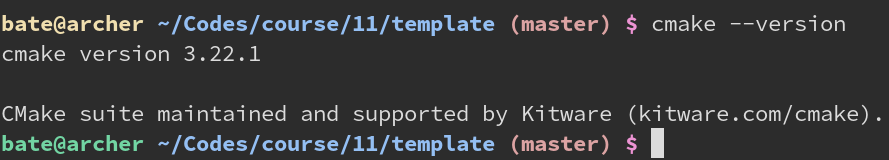 bate@archer ~/Codes/course/11/template (master) $ cmake --version
cmake version 3.22.1
CMake suite maintained and supported by Kitware (kitware.com/cmake).
bate@archer ~/Codes/course/11/template (master) $